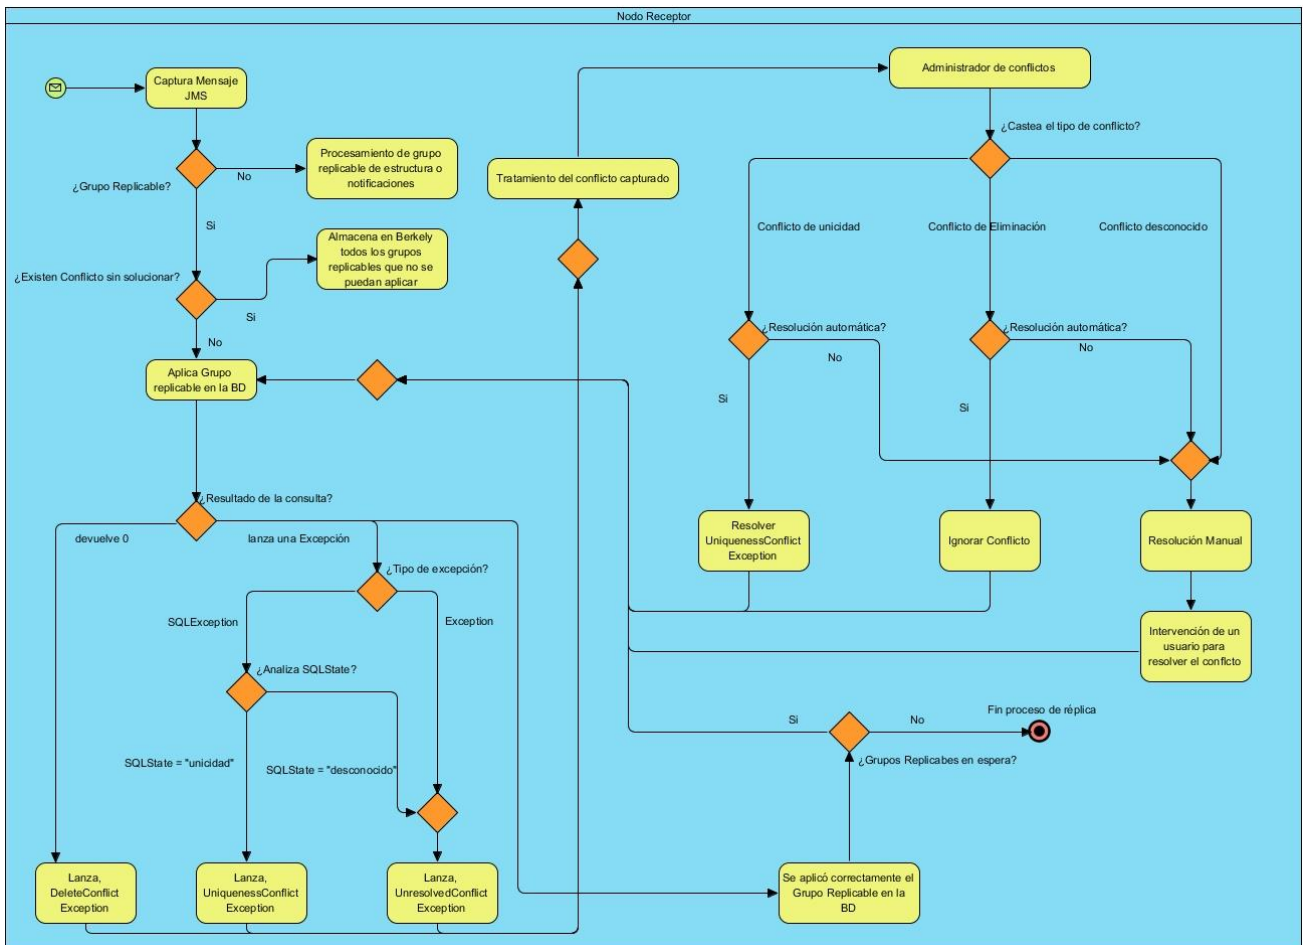 Nodo Receptor
Captura Mensaje
JMS
¿Grupo Replicable?
No
Procesamiento de grupo
replicable de estructura o
notificaciones
Si
¿Existen Conflicto sin solucionar?
Almacena en Berkely
todos los grupos
replicables que no se
puedan aplicar
Si
No
Aplica Grupo
replicable en la BD
¿Resultado de la consulta?
devuelve 0
lanza una Excepción
¿Tipo de excepción?
SQLException
Exception
¿Analiza SQLState?
SQLState = "unicidad"
SQLState = "desconocido"
Lanza,
DeleteConflict
Exception
Lanza,
UniquenessConflict
Exception
Lanza,
UnresolvedConflict
Exception
Tratamiento del conflicto capturado
Administrador de conflictos
¿Castea el tipo de conflicto?
Conflicto de unicidad
Conflicto de Eliminación
Conflicto desconocido
¿Resolución automática?
No
Si
¿Resolución automática?
No
Si
Resolver
UniquenessConflict
Exception
Ignorar Conflicto
Resolución Manual
Intervención de un
usuario para
resolver el conflicto
Si
No
Fin proceso de réplica
¿Grupos Replicabes en espera?
Se aplicó correctamente el
Grupo Replicable en la
BD